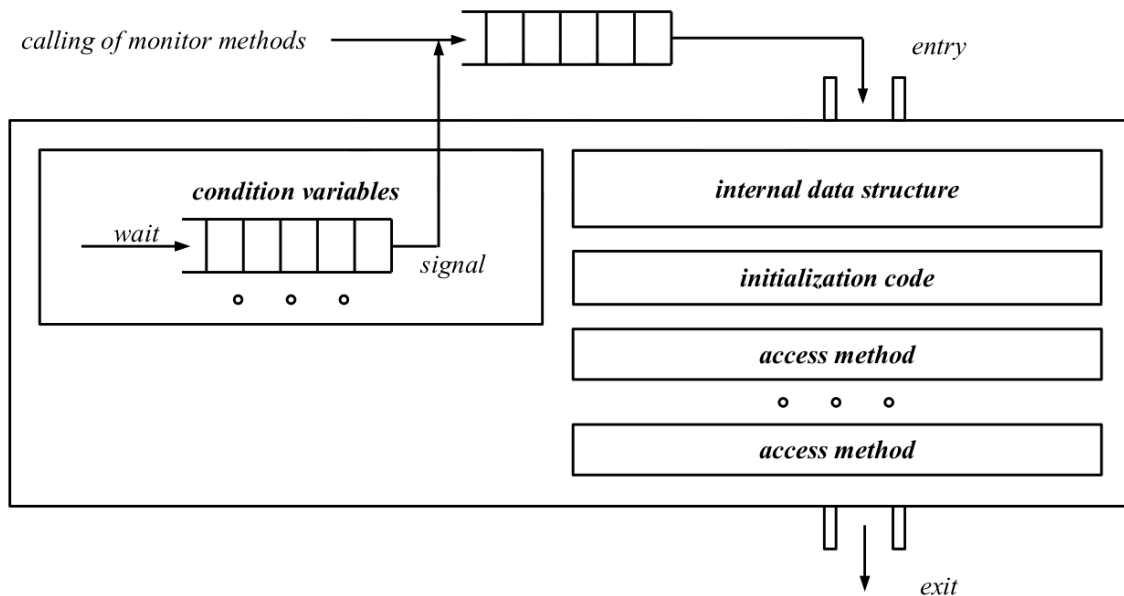 calling of monitor methods
entry
condition variables
internal data structure
wait
signal
initialization code
access method
access method
exit